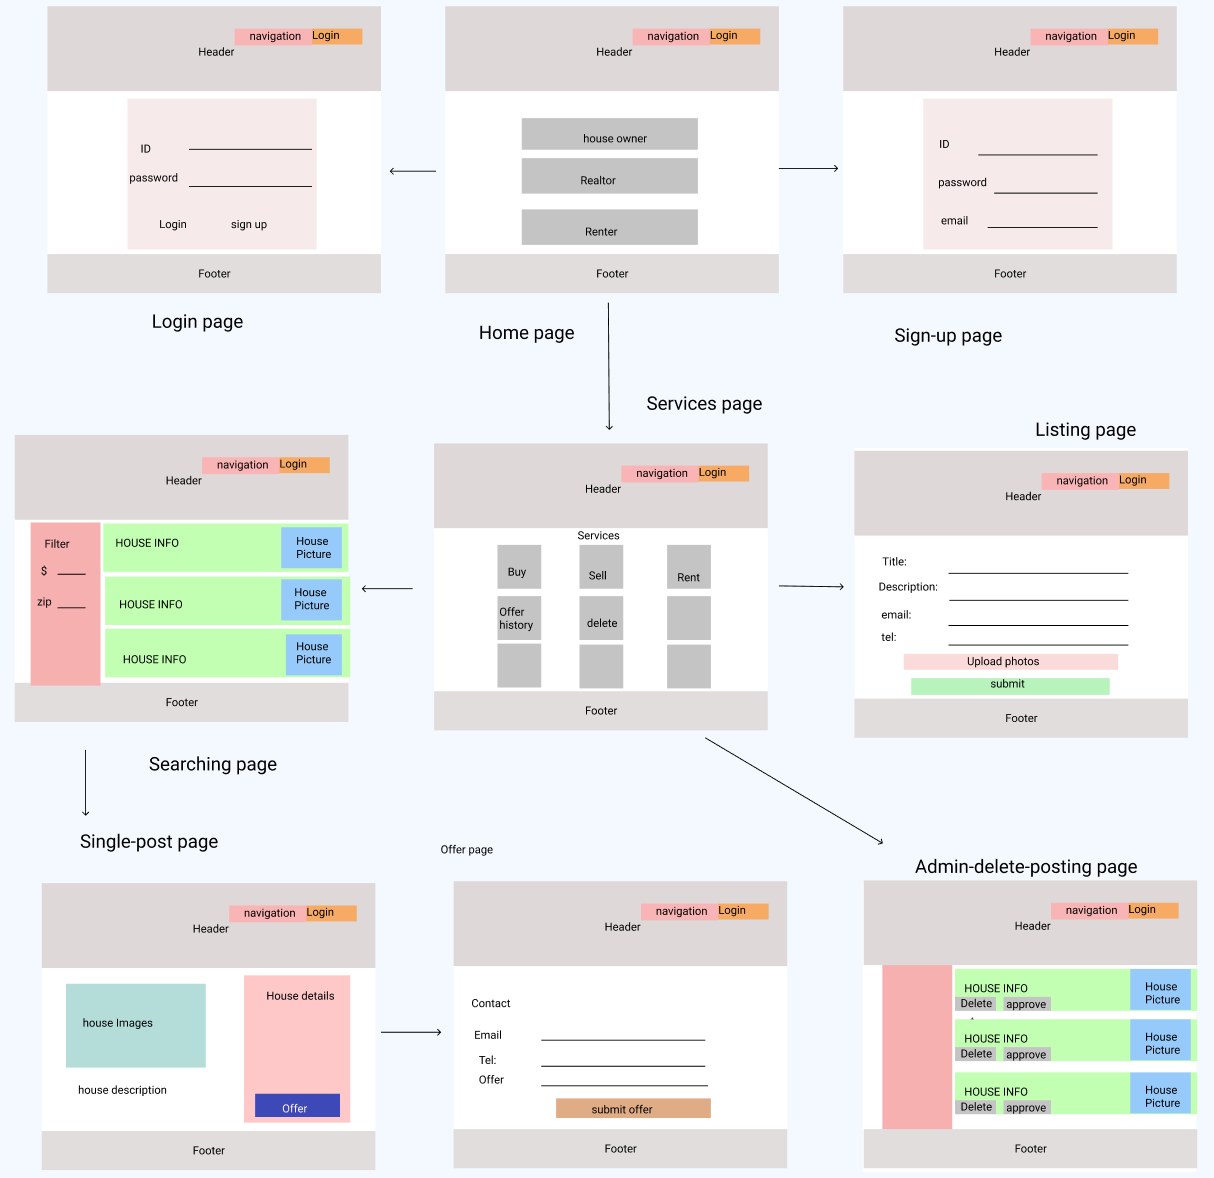 navigation
Login
Header
ID
password
Login
sign up
Footer
Login page
navigation
Login
Header
house owner
Realtor
Renter
Footer
Home page
navigation
Login
Header
ID
password
email
Footer
Sign-up page
navigation
Login
Header
Filter
$
zip
HOUSE INFO
House
Picture
HOUSE INFO
House
Picture
HOUSE INFO
House
Picture
Footer
Searching page
Services page
navigation
Login
Header
Services
Buy
Sell
Rent
Offer
history
delete
Footer
Listing page
navigation
Login
Header
Title:
Description:
email:
tel:
Upload photos
submit
Footer
Single-post page
navigation
Login
Header
house Images
house description
House details
Offer
Footer
Offer page
navigation
Login
Header
Contact
Email
Tel:
Offer
submit offer
Footer
Admin-delete-posting page
navigation
Login
Header
HOUSE INFO
Delete
approve
House
Picture
HOUSE INFO
Delete
approve
House
Picture
HOUSE INFO
Delete
approve
House
Picture
Footer